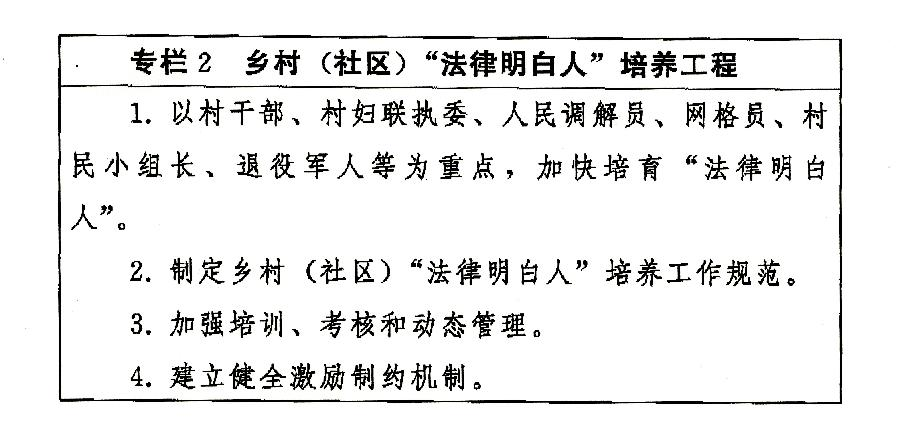 专栏 2 乡村（社区）“法律明白人”培养工程
1. 以村干部、村妇联执委、人民调解员、网格员、村
民小组长、退役军人等为重点，加快培育“法律明白
人”。
2. 制定乡村（社区）“法律明白人”培养工作规范。
3. 加强培训、考核和动态管理。
4. 建立健全激励制约机制。